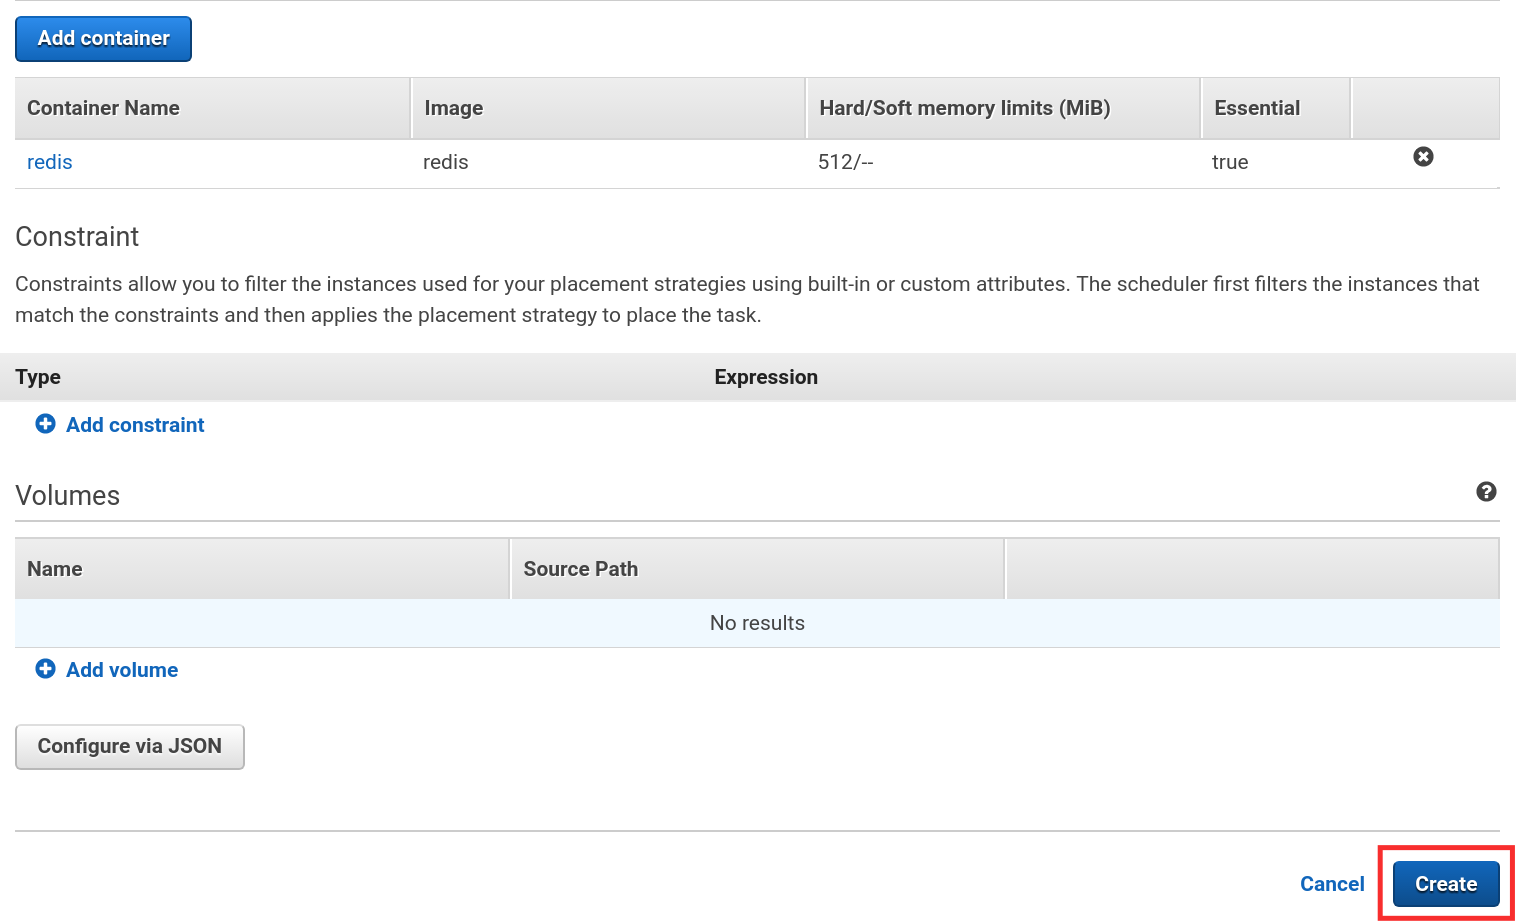 Add container
Container Name Image Hard/Soft memory limits (MiB) Essential
redis redis 512/-- true
Constraint
Constraints allow you to filter the instances used for your placement strategies using built-in or custom attributes. The scheduler first filters the instances that
match the constraints and then applies the placement strategy to place the task.
Type Expression
Add constraint
Volumes
Name Source Path
No results
Add volume
Configure via JSON
Cancel Create